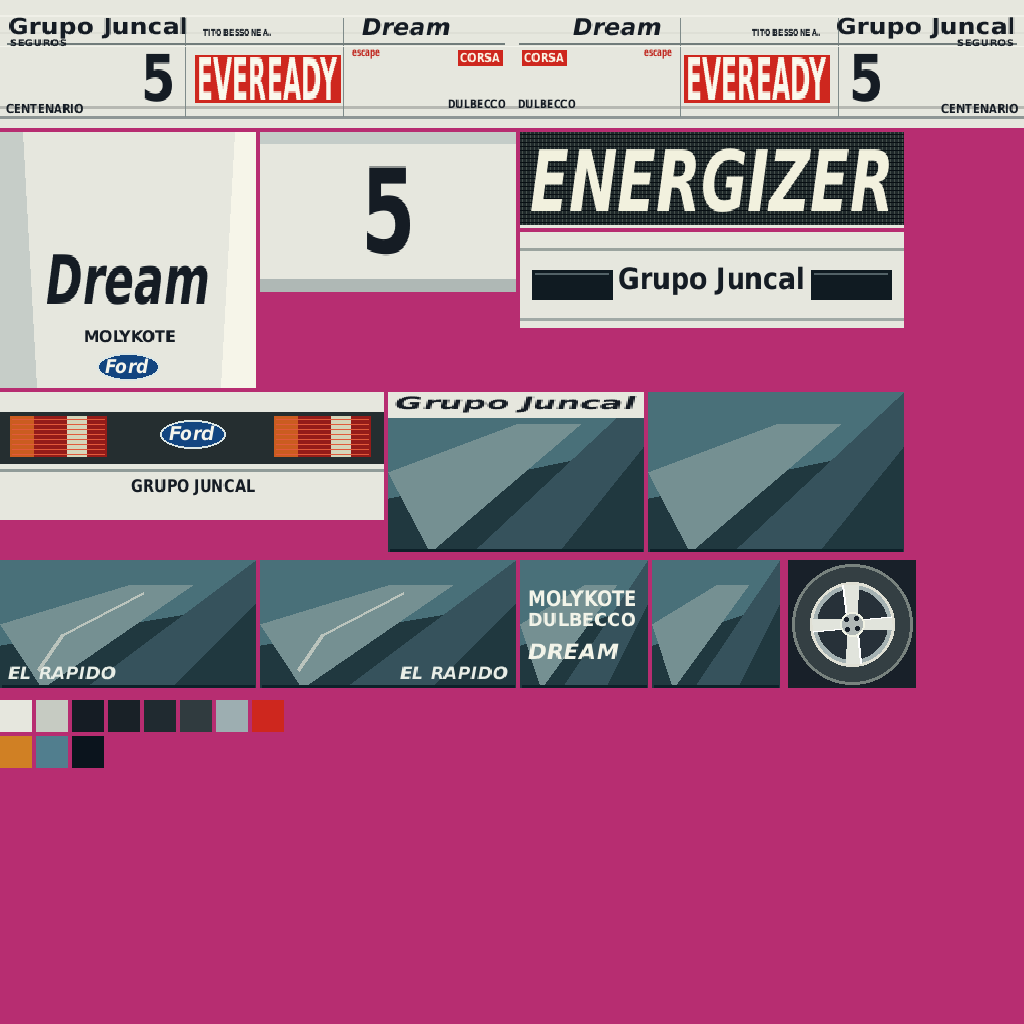 Grupo Juncal
SEGUROS
TITO BESSONE A..
Dream
Dream
TITO BESSONE A..
Grupo Juncal
SEGUROS
5
EVEREADY
escape
CORSA
CORSA
escape
EVEREADY
5
CENTENARIO
DULBECCO
DULBECCO
CENTENARIO
Dream
MOLYKOTE
Ford
5
ENERGIZER
Grupo Juncal
Ford
GRUPO JUNCAL
Grupo Juncal
EL RAPIDO
EL RAPIDO
MOLYKOTE
DULBECCO
DREAM